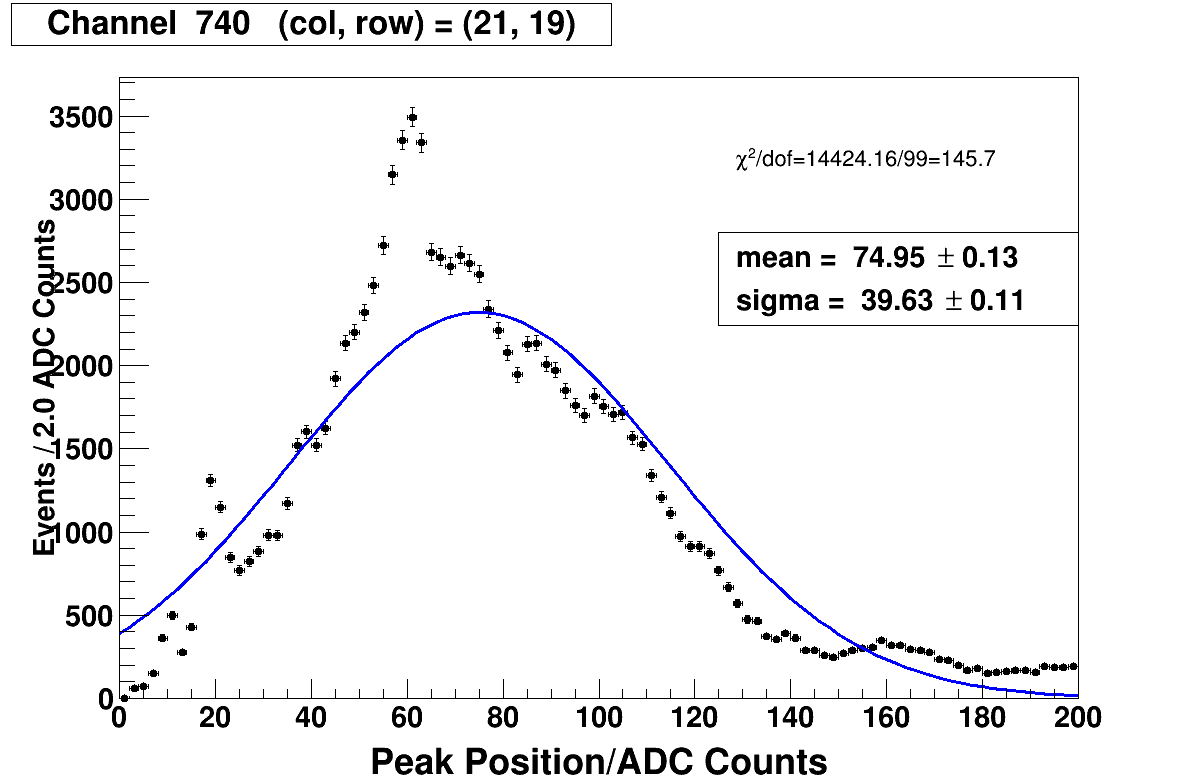 Channel 740 (col, row) = (21, 19)
χ²/dof=14424.16/99=145.7
mean = 74.95 ± 0.13
sigma = 39.63 ± 0.11
Events / 2.0 ADC Counts
3500
3000
2500
2000
1500
1000
500
0
0 20 40 60 80 100 120 140 160 180 200
Peak Position/ADC Counts